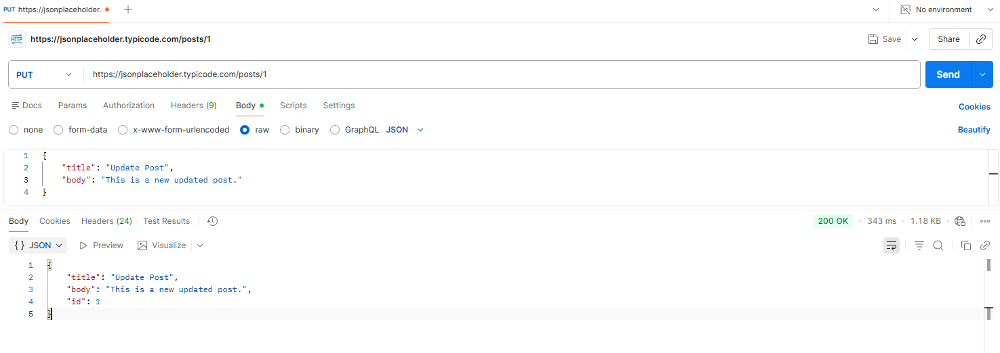 PUT https://jsonplaceholder. No environment
HTTP https://jsonplaceholder.typicode.com/posts/1 Save Share
PUT https://jsonplaceholder.typicode.com/posts/1 Send
Docs Params Authorization Headers (9) Body Scripts Settings Cookies
none form-data x-www-form-urlencoded raw binary GraphQL JSON Beautify
1 {
2 "title": "Update Post",
3 "body": "This is a new updated post."
4 }
Body Cookies Headers (24) Test Results 200 OK 343 ms 1.18 KB
{} JSON Preview Visualize
1 {
2 "title": "Update Post",
3 "body": "This is a new updated post.",
4 "id": 1
5 }